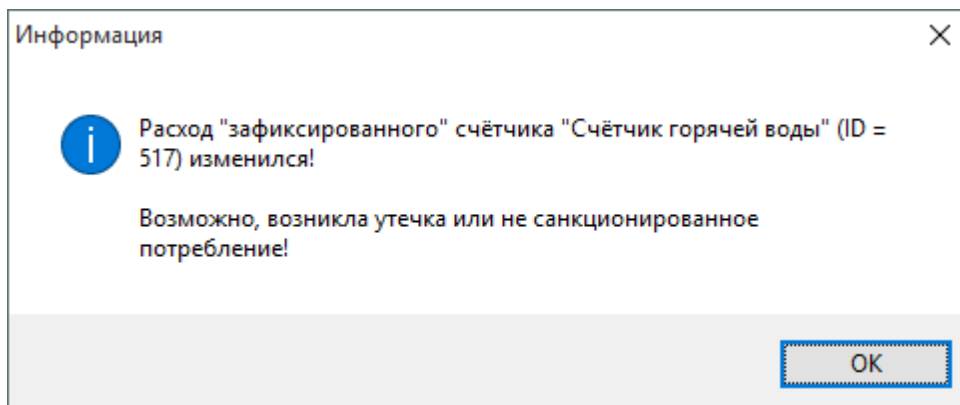 Информация
Расход "зафиксированного" счётчика "Счётчик горячей воды" (ID =
517) изменился!
Возможно, возникла утечка или не санкционированное
потребление!
OK